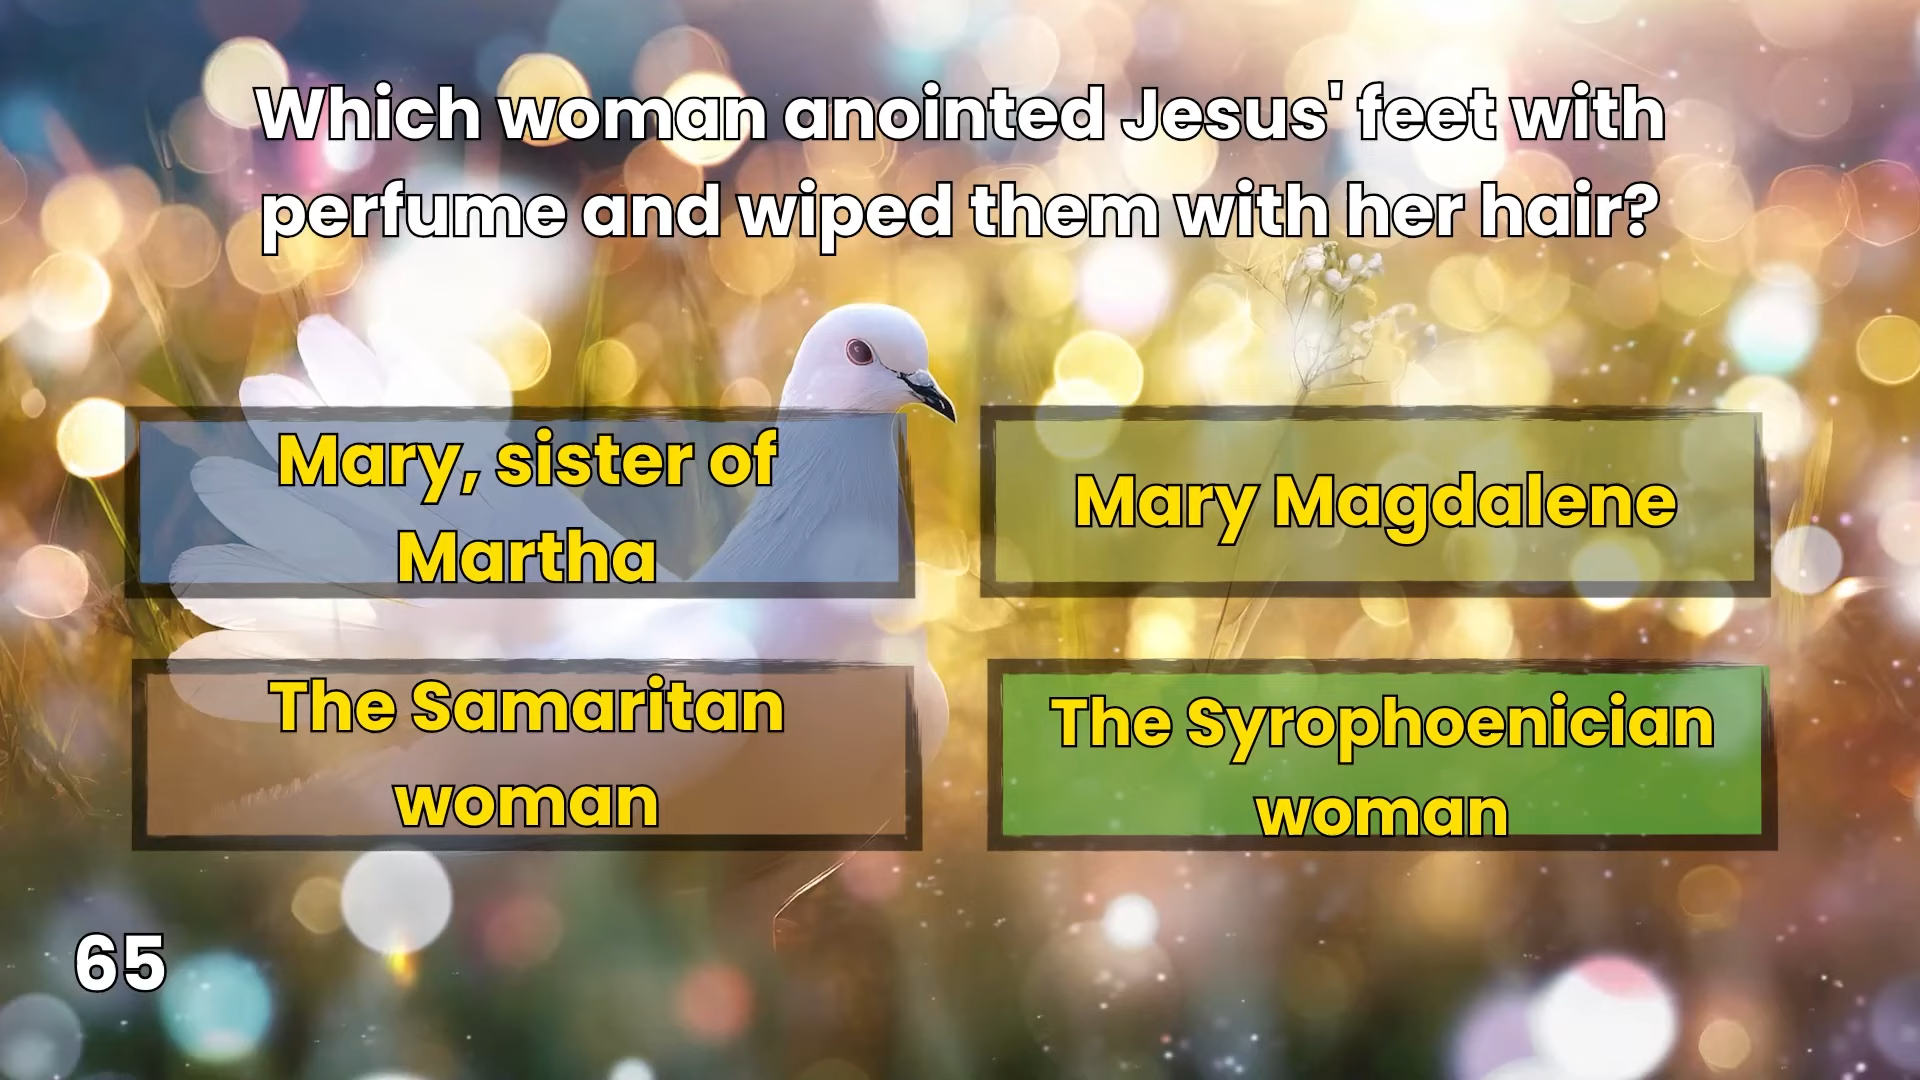 Which woman anointed Jesus' feet with
perfume and wiped them with her hair?
Mary, sister of
Martha
Mary Magdalene
The Samaritan
woman
The Syrophoenician
woman
65